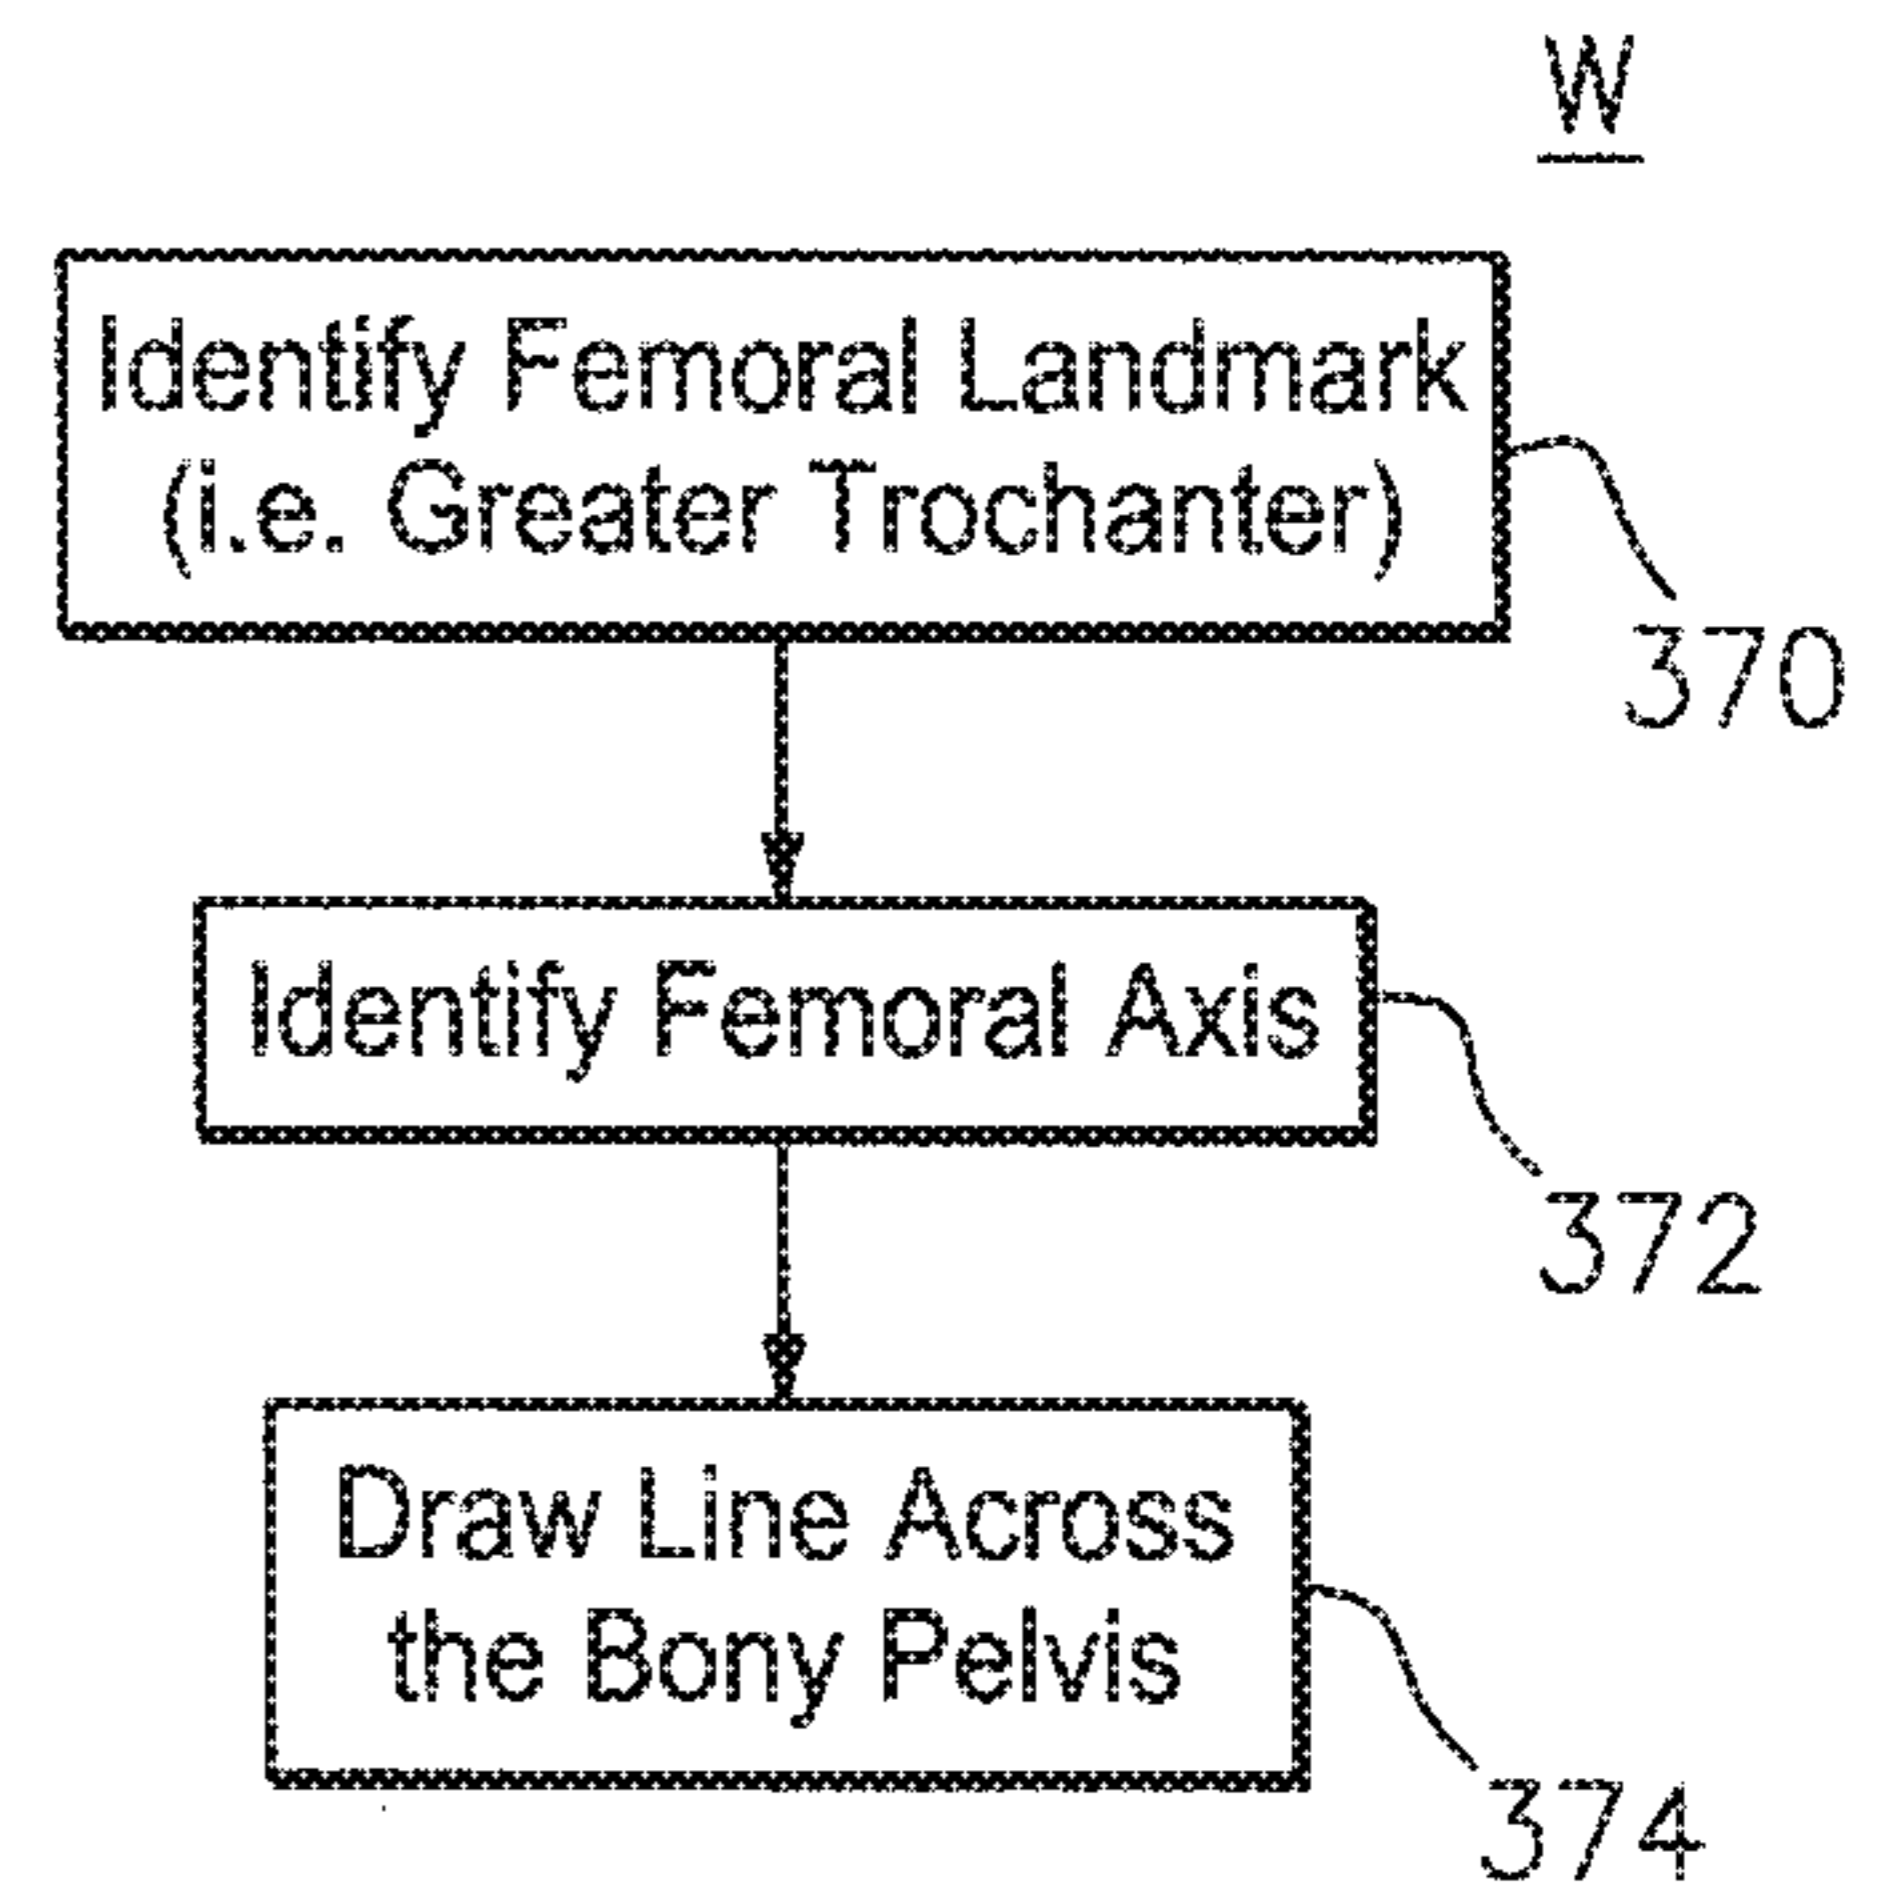 W
Identify Femoral Landmark
(i.e. Greater Trochanter)
370
Identify Femoral Axis
372
Draw Line Across
the Bony Pelvis
374